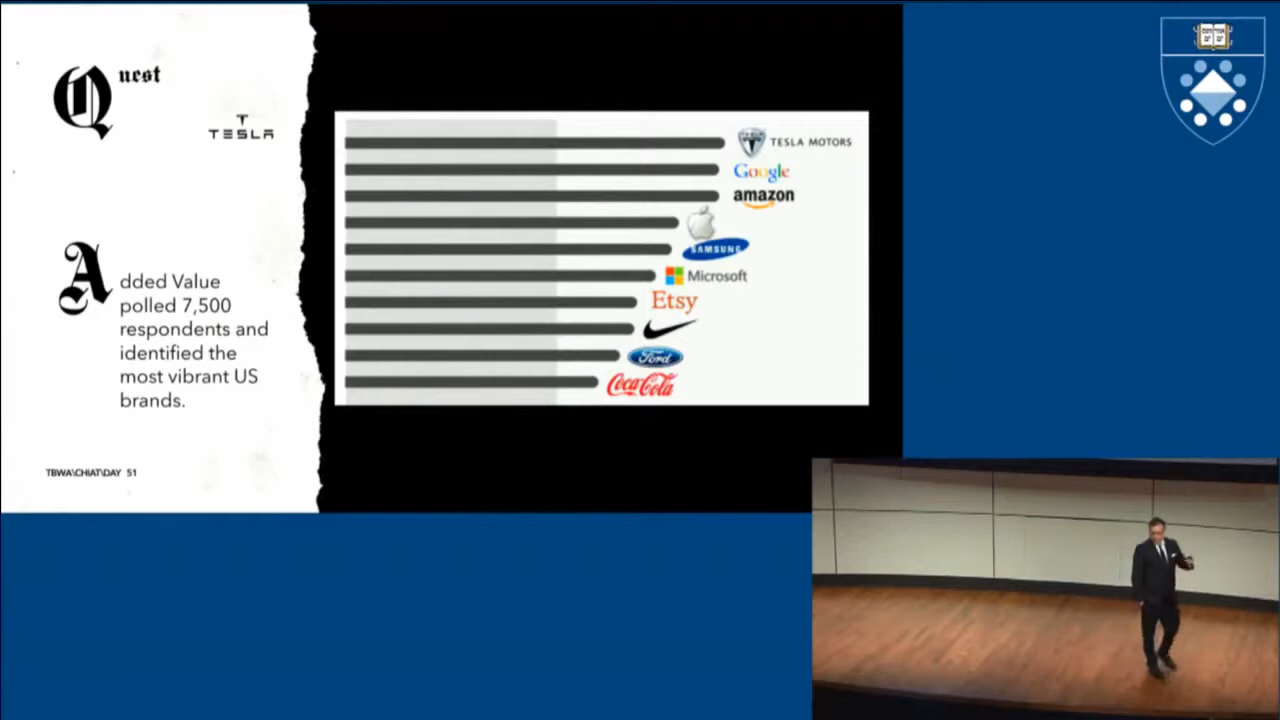 Quest
TESLA
Added Value
polled 7,500
respondents and
identified the
most vibrant US
brands.
TBWA\CHIAT\DAY 51
TESLA MOTORS
Google
amazon
SAMSUNG
Microsoft
Etsy
Ford
Coca-Cola